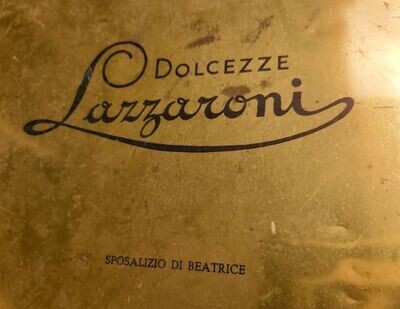 DOLCEZZE
Lazzaroni
SPOSALIZIO DI BEATRICE